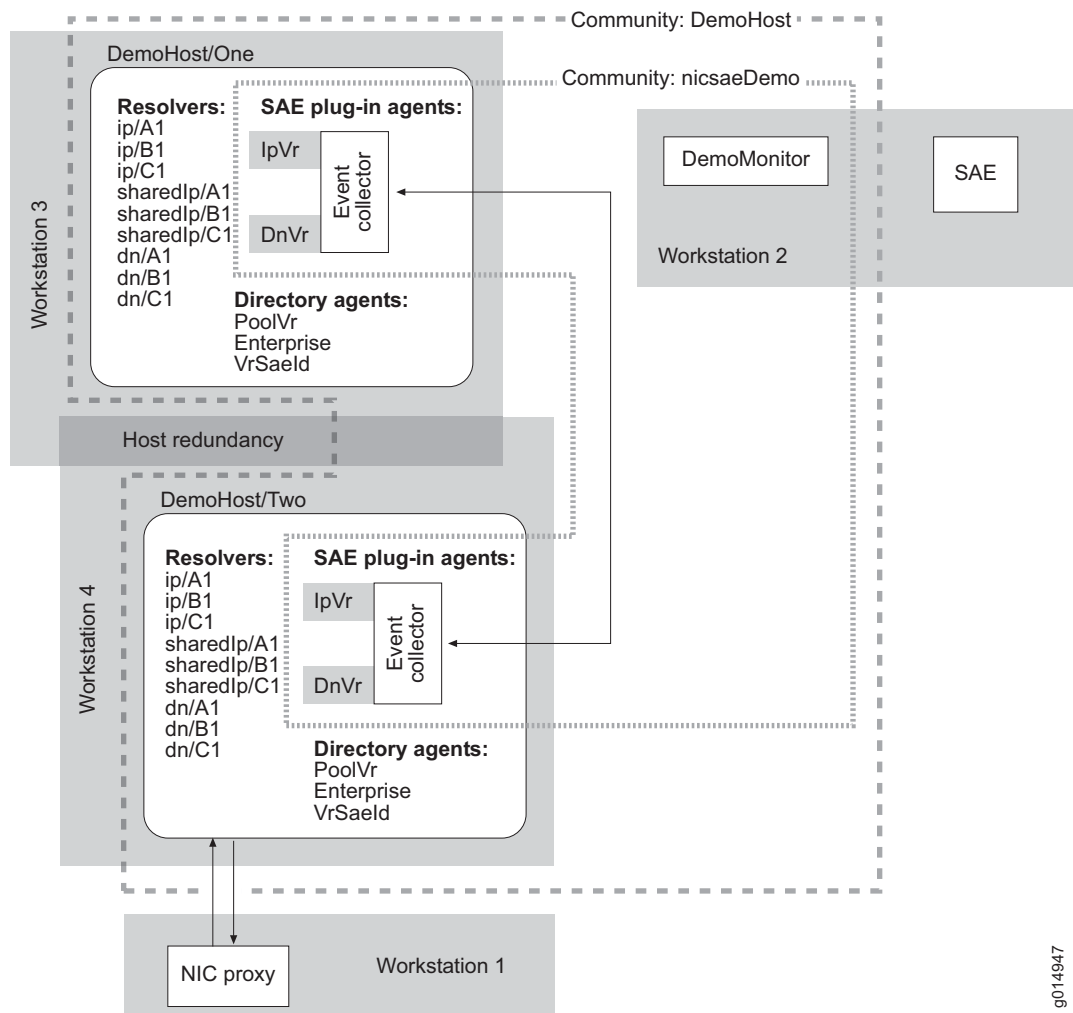 Community: DemoHost
DemoHost/One
Community: nicsaeDemo
Resolvers:
ip/A1
ip/B1
ip/C1
sharedIp/A1
sharedIp/B1
sharedIp/C1
dn/A1
dn/B1
dn/C1
SAE plug-in agents:
IpVr
Event
collector
DnVr
Directory agents:
PoolVr
Enterprise
VrSaeId
Workstation 3
DemoMonitor
SAE
Workstation 2
Host redundancy
DemoHost/Two
Resolvers:
ip/A1
ip/B1
ip/C1
sharedIp/A1
sharedIp/B1
sharedIp/C1
dn/A1
dn/B1
dn/C1
SAE plug-in agents:
IpVr
Event
collector
DnVr
Directory agents:
PoolVr
Enterprise
VrSaeId
Workstation 4
NIC proxy
Workstation 1
g014947